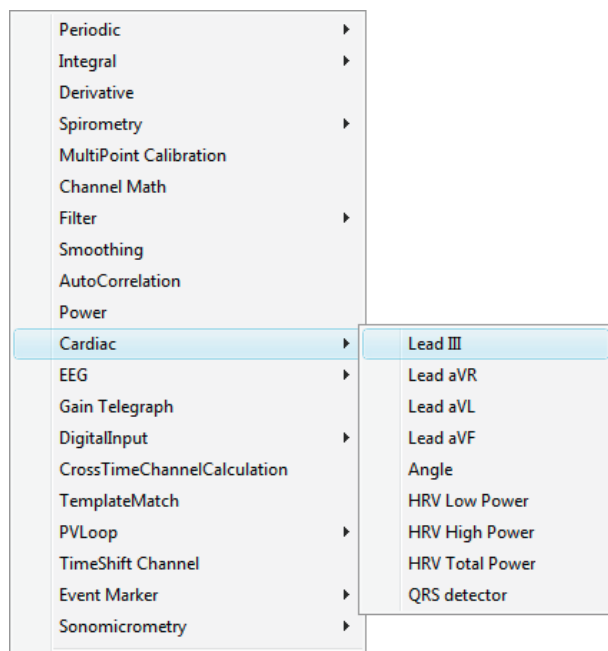 Periodic
Integral
Derivative
Spirometry
MultiPoint Calibration
Channel Math
Filter
Smoothing
AutoCorrelation
Power
Cardiac
EEG
Gain Telegraph
DigitalInput
CrossTimeChannelCalculation
TemplateMatch
PVLoop
TimeShift Channel
Event Marker
Sonomicrometry
Lead III
Lead aVR
Lead aVL
Lead aVF
Angle
HRV Low Power
HRV High Power
HRV Total Power
QRS detector